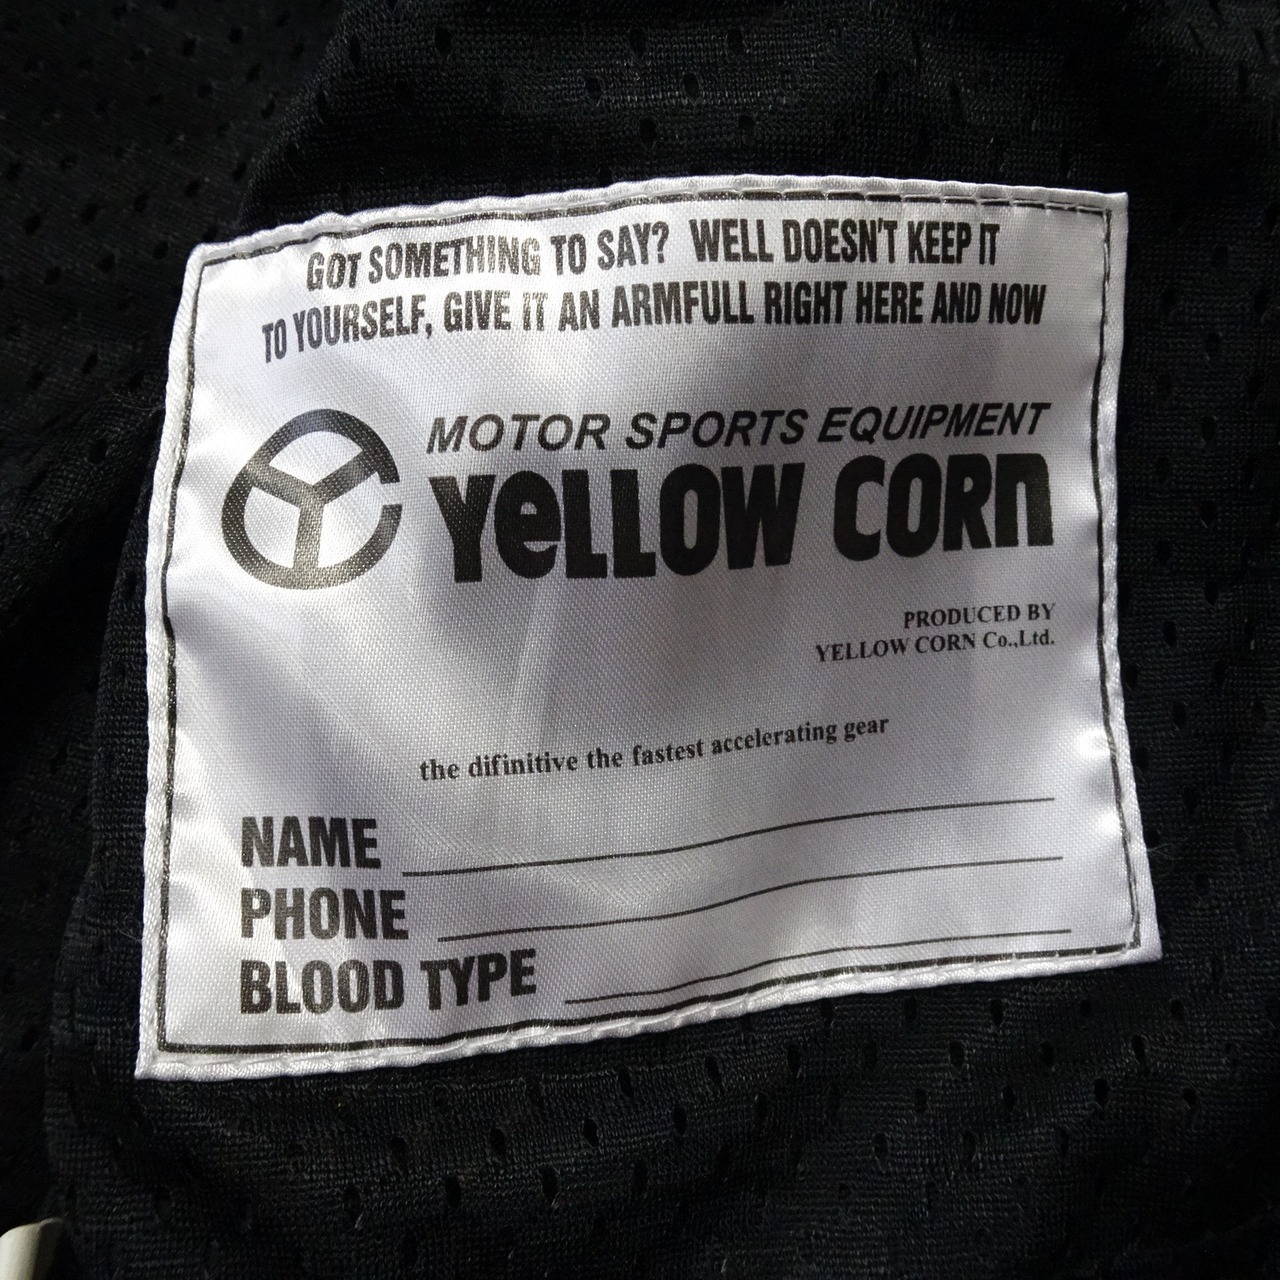 GOT SOMETHING TO SAY? WELL DOESN'T KEEP IT
TO YOURSELF, GIVE IT AN ARMFULL RIGHT HERE AND NOW
MOTOR SPORTS EQUIPMENT
YeLLOW CORn
PRODUCED BY
YELLOW CORN Co.,Ltd.
the difinitive the fastest accelerating gear
NAME
PHONE
BLOOD TYPE